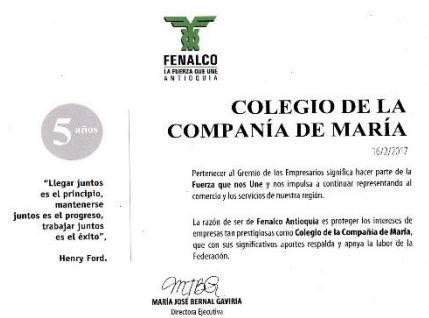 FENALCO
LA FUERZA QUE UNE
ANTIOQUIA
COLEGIO DE LA
COMPANÍA DE MARÍA
16/2/2017
5 años
"Llegar juntos
es el principio,
mantenerse
juntos es el progreso,
trabajar juntos
es el éxito",
Henry Ford.
Pertenecer al Gremio de los Empresarios significa hacer parte de la
Fuerza que nos Une y nos impulsa a continuar representando al
comercio y los servicios de nuestra región.
La razón de ser de Fenalco Antioquia es proteger los intereses de
empresas tan prestigiosas como Colegio de la Compañía de María,
que con sus significativos aportes respalda y apoya la labor de la
Federación.
MARÍA JOSÉ BERNAL GAVIRIA
Directora Ejecutiva